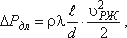 ΔP_дл = ρλ (ℓ/d) · (υ²_РЖ/2),